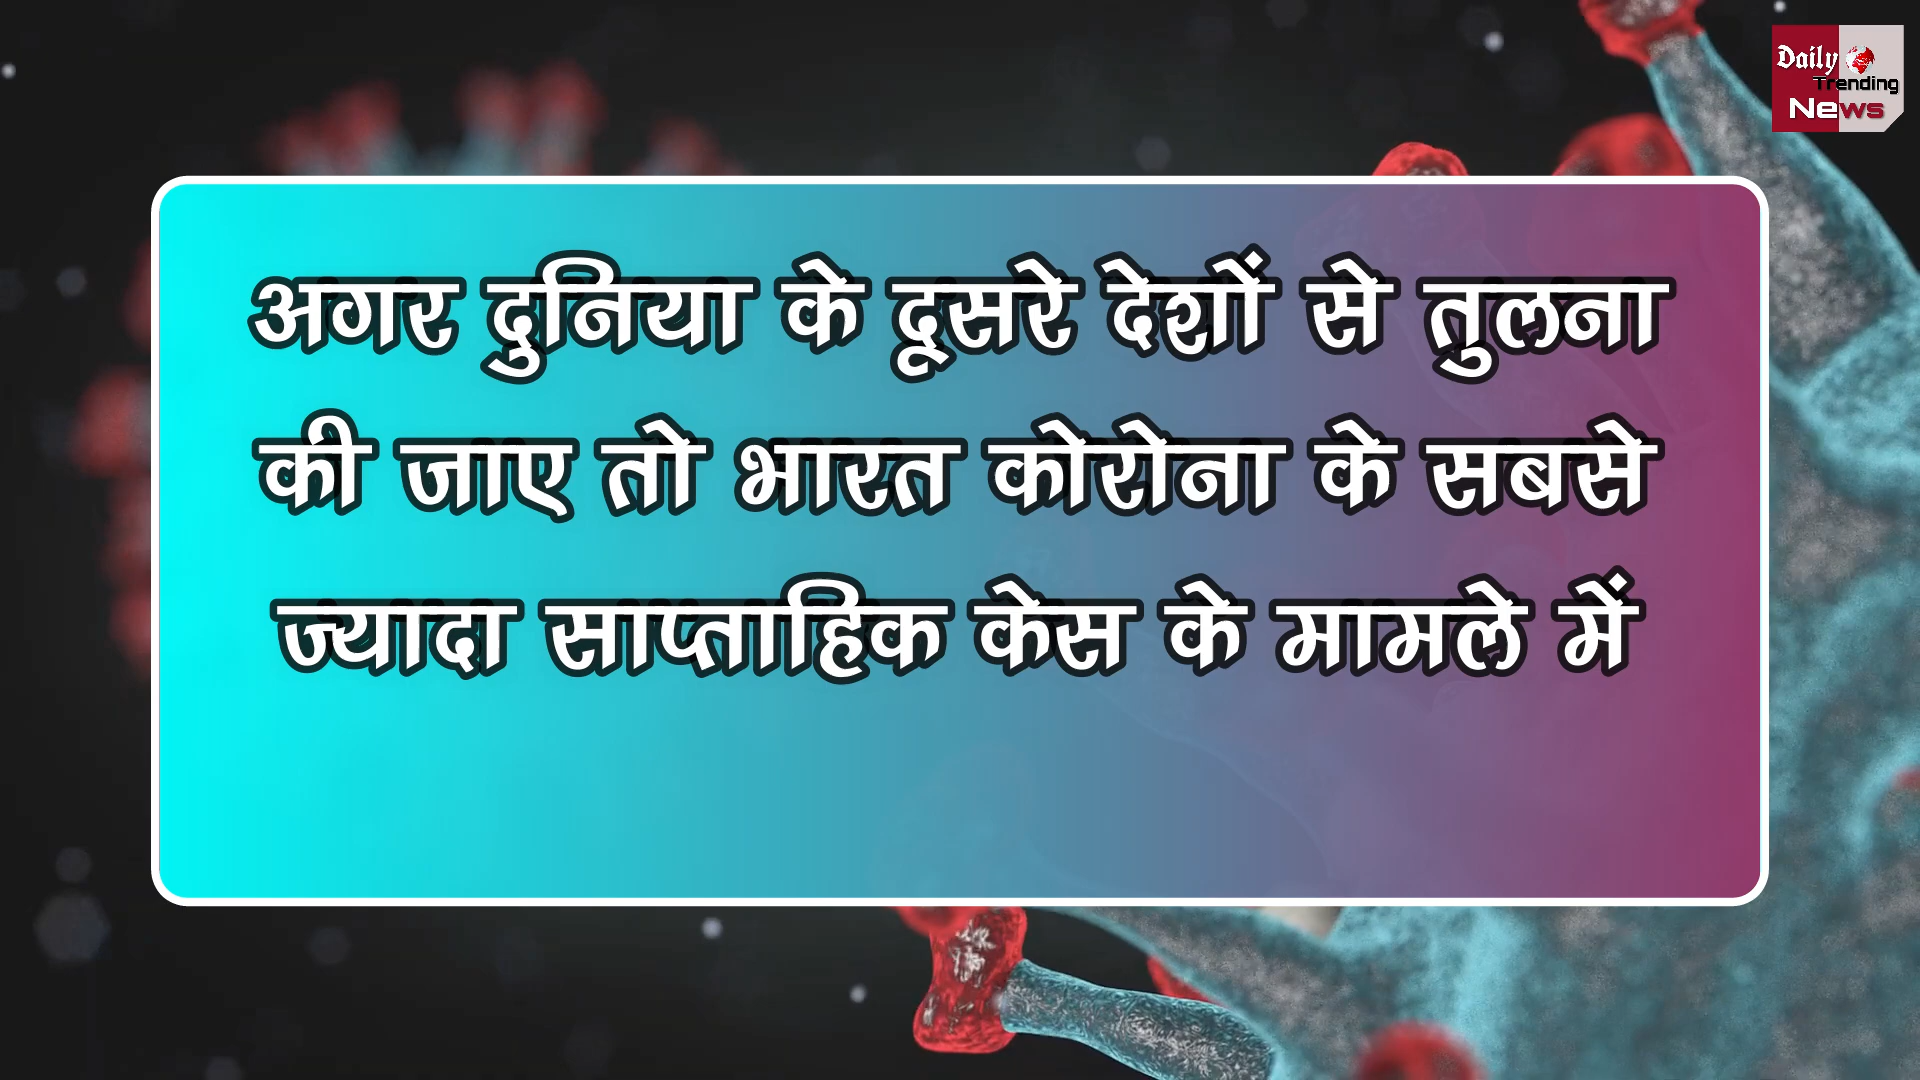 Daily
Trending
News
अगर दुनिया के दूसरे देशों से तुलना
की जाए तो भारत कोरोना के सबसे
ज्यादा साप्ताहिक केस के मामले में